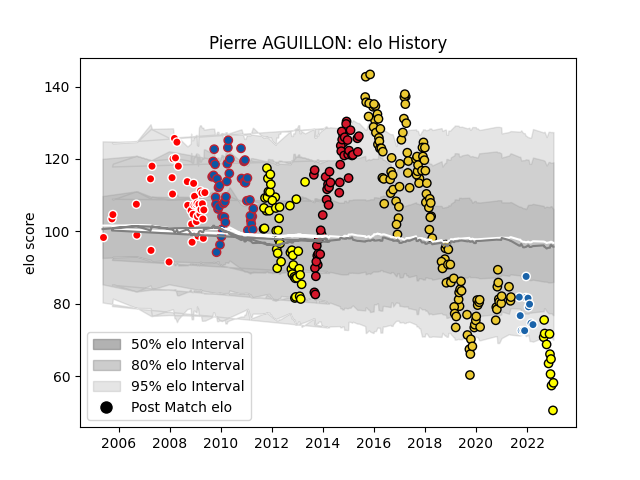 Pierre AGUILLON: elo History
elo score
140
120
100
80
60
50% elo Interval
80% elo Interval
95% elo Interval
Post Match elo
2006 2008 2010 2012 2014 2016 2018 2020 2022